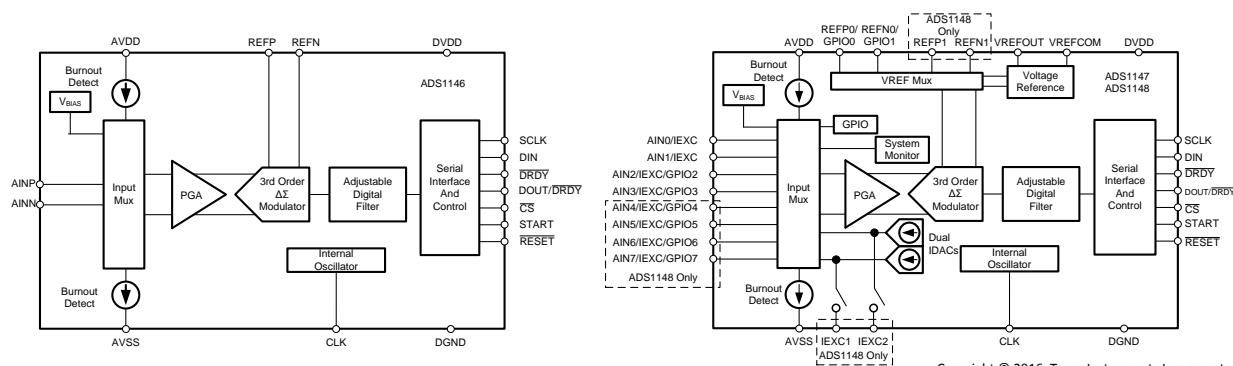 AVDD
REFP REFN
DVDD
Burnout
Detect
ADS1146
VBIAS
Input
Mux
PGA
3rd Order
ΔΣ
Modulator
Adjustable
Digital
Filter
Serial
Interface
And
Control
AINP
AINN
SCLK
DIN
DRDY
DOUT/DRDY
CS
START
RESET
Internal
Oscillator
Burnout
Detect
AVSS
CLK
DGND
ADS1148
Only
AVDD
REFP0/
GPIO0
REFN0/
GPIO1
REFP1 REFN1
VREFOUT VREFCOM
DVDD
Burnout
Detect
VREF Mux
Voltage
Reference
ADS1147
ADS1148
VBIAS
GPIO
System
Monitor
AIN0/IEXC
AIN1/IEXC
AIN2/IEXC/GPIO2
AIN3/IEXC/GPIO3
AIN4/IEXC/GPIO4
AIN5/IEXC/GPIO5
AIN6/IEXC/GPIO6
AIN7/IEXC/GPIO7
ADS1148 Only
Input
Mux
PGA
3rd Order
ΔΣ
Modulator
Adjustable
Digital
Filter
Serial
Interface
And
Control
SCLK
DIN
DRDY
DOUT/DRDY
CS
START
RESET
Dual
IDACs
Internal
Oscillator
Burnout
Detect
AVSS
IEXC1 IEXC2
ADS1148 Only
CLK
DGND